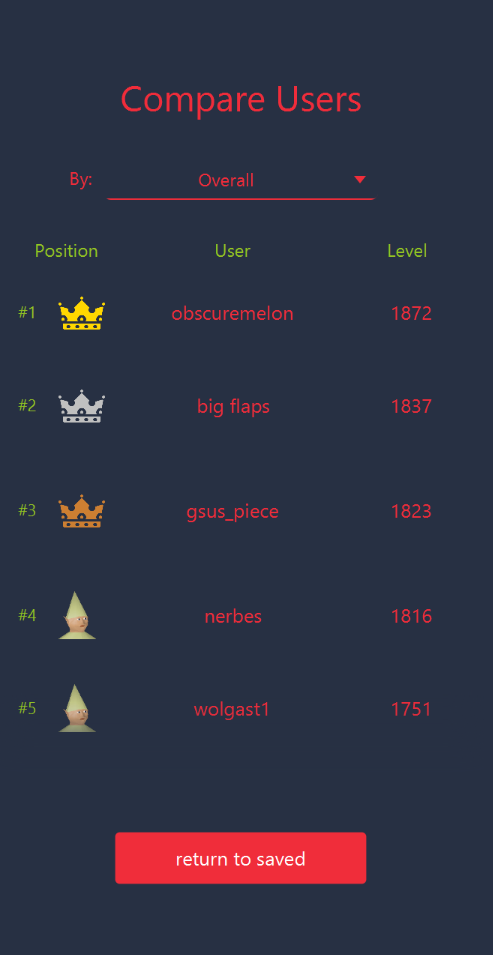 Compare Users
By: Overall
Position User Level
#1 obscuremelon 1872
#2 big flaps 1837
#3 gsus_piece 1823
#4 nerbes 1816
#5 wolgast1 1751
return to saved